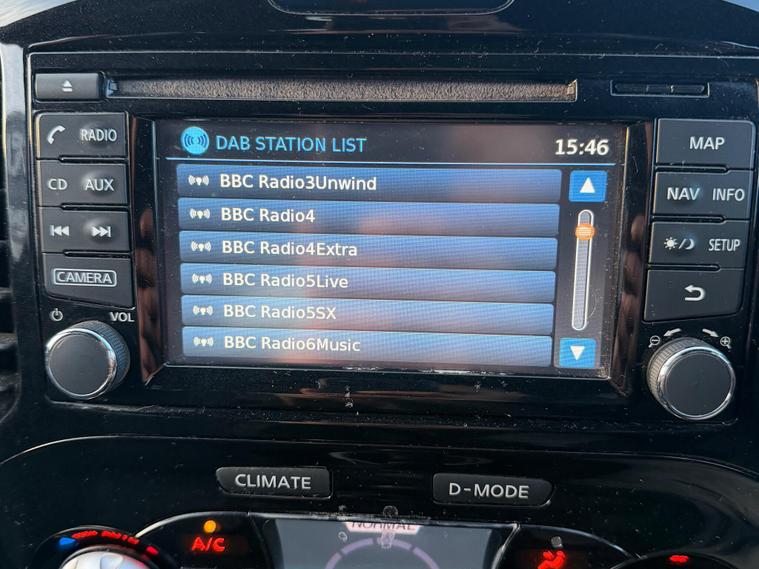 DAB STATION LIST 15:46
BBC Radio3Unwind
BBC Radio4
BBC Radio4Extra
BBC Radio5Live
BBC Radio5SX
BBC Radio6Music
RADIO
CD AUX
CAMERA
VOL
MAP
NAV INFO
SETUP
CLIMATE
D-MODE
A/C
NORMAL